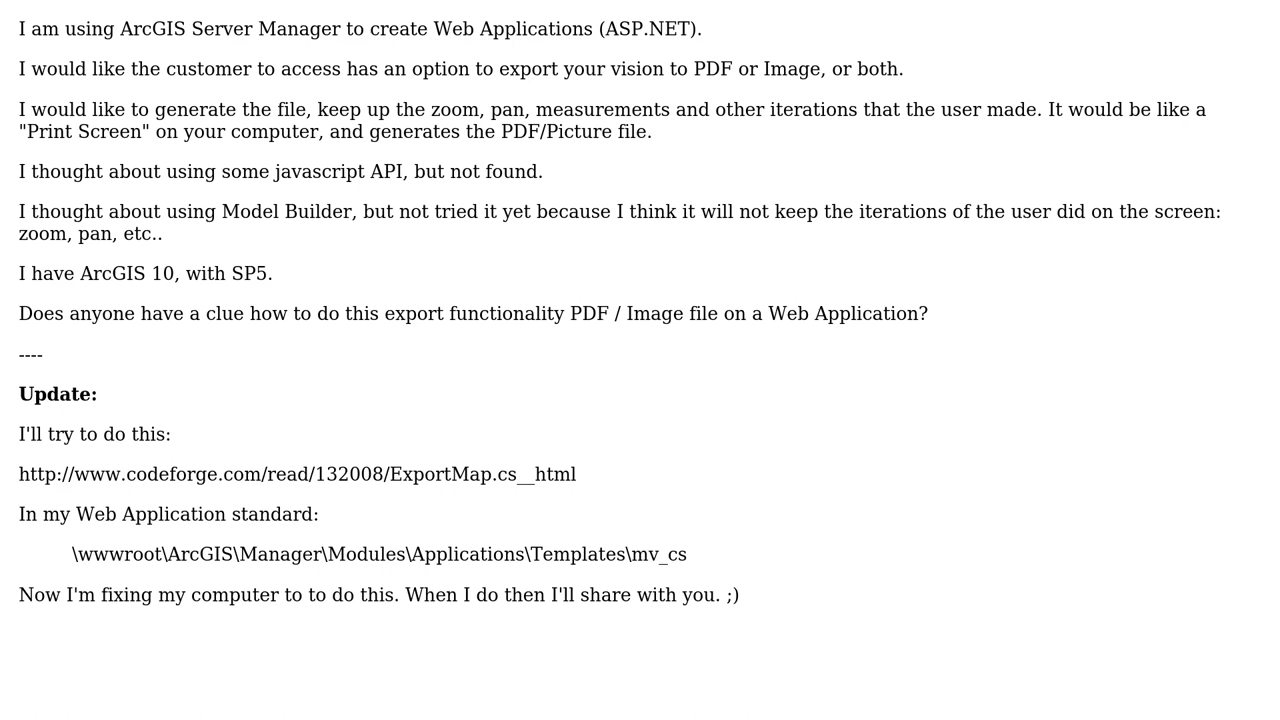 I am using ArcGIS Server Manager to create Web Applications (ASP.NET).
I would like the customer to access has an option to export your vision to PDF or Image, or both.
I would like to generate the file, keep up the zoom, pan, measurements and other iterations that the user made. It would be like a
"Print Screen" on your computer, and generates the PDF/Picture file.
I thought about using some javascript API, but not found.
I thought about using Model Builder, but not tried it yet because I think it will not keep the iterations of the user did on the screen:
zoom, pan, etc..
I have ArcGIS 10, with SP5.
Does anyone have a clue how to do this export functionality PDF / Image file on a Web Application?
----
Update:
I'll try to do this:
http://www.codeforge.com/read/132008/ExportMap.cs__html
In my Web Application standard:
\wwwroot\ArcGIS\Manager\Modules\Applications\Templates\mv_cs
Now I'm fixing my computer to to do this. When I do then I'll share with you. ;)